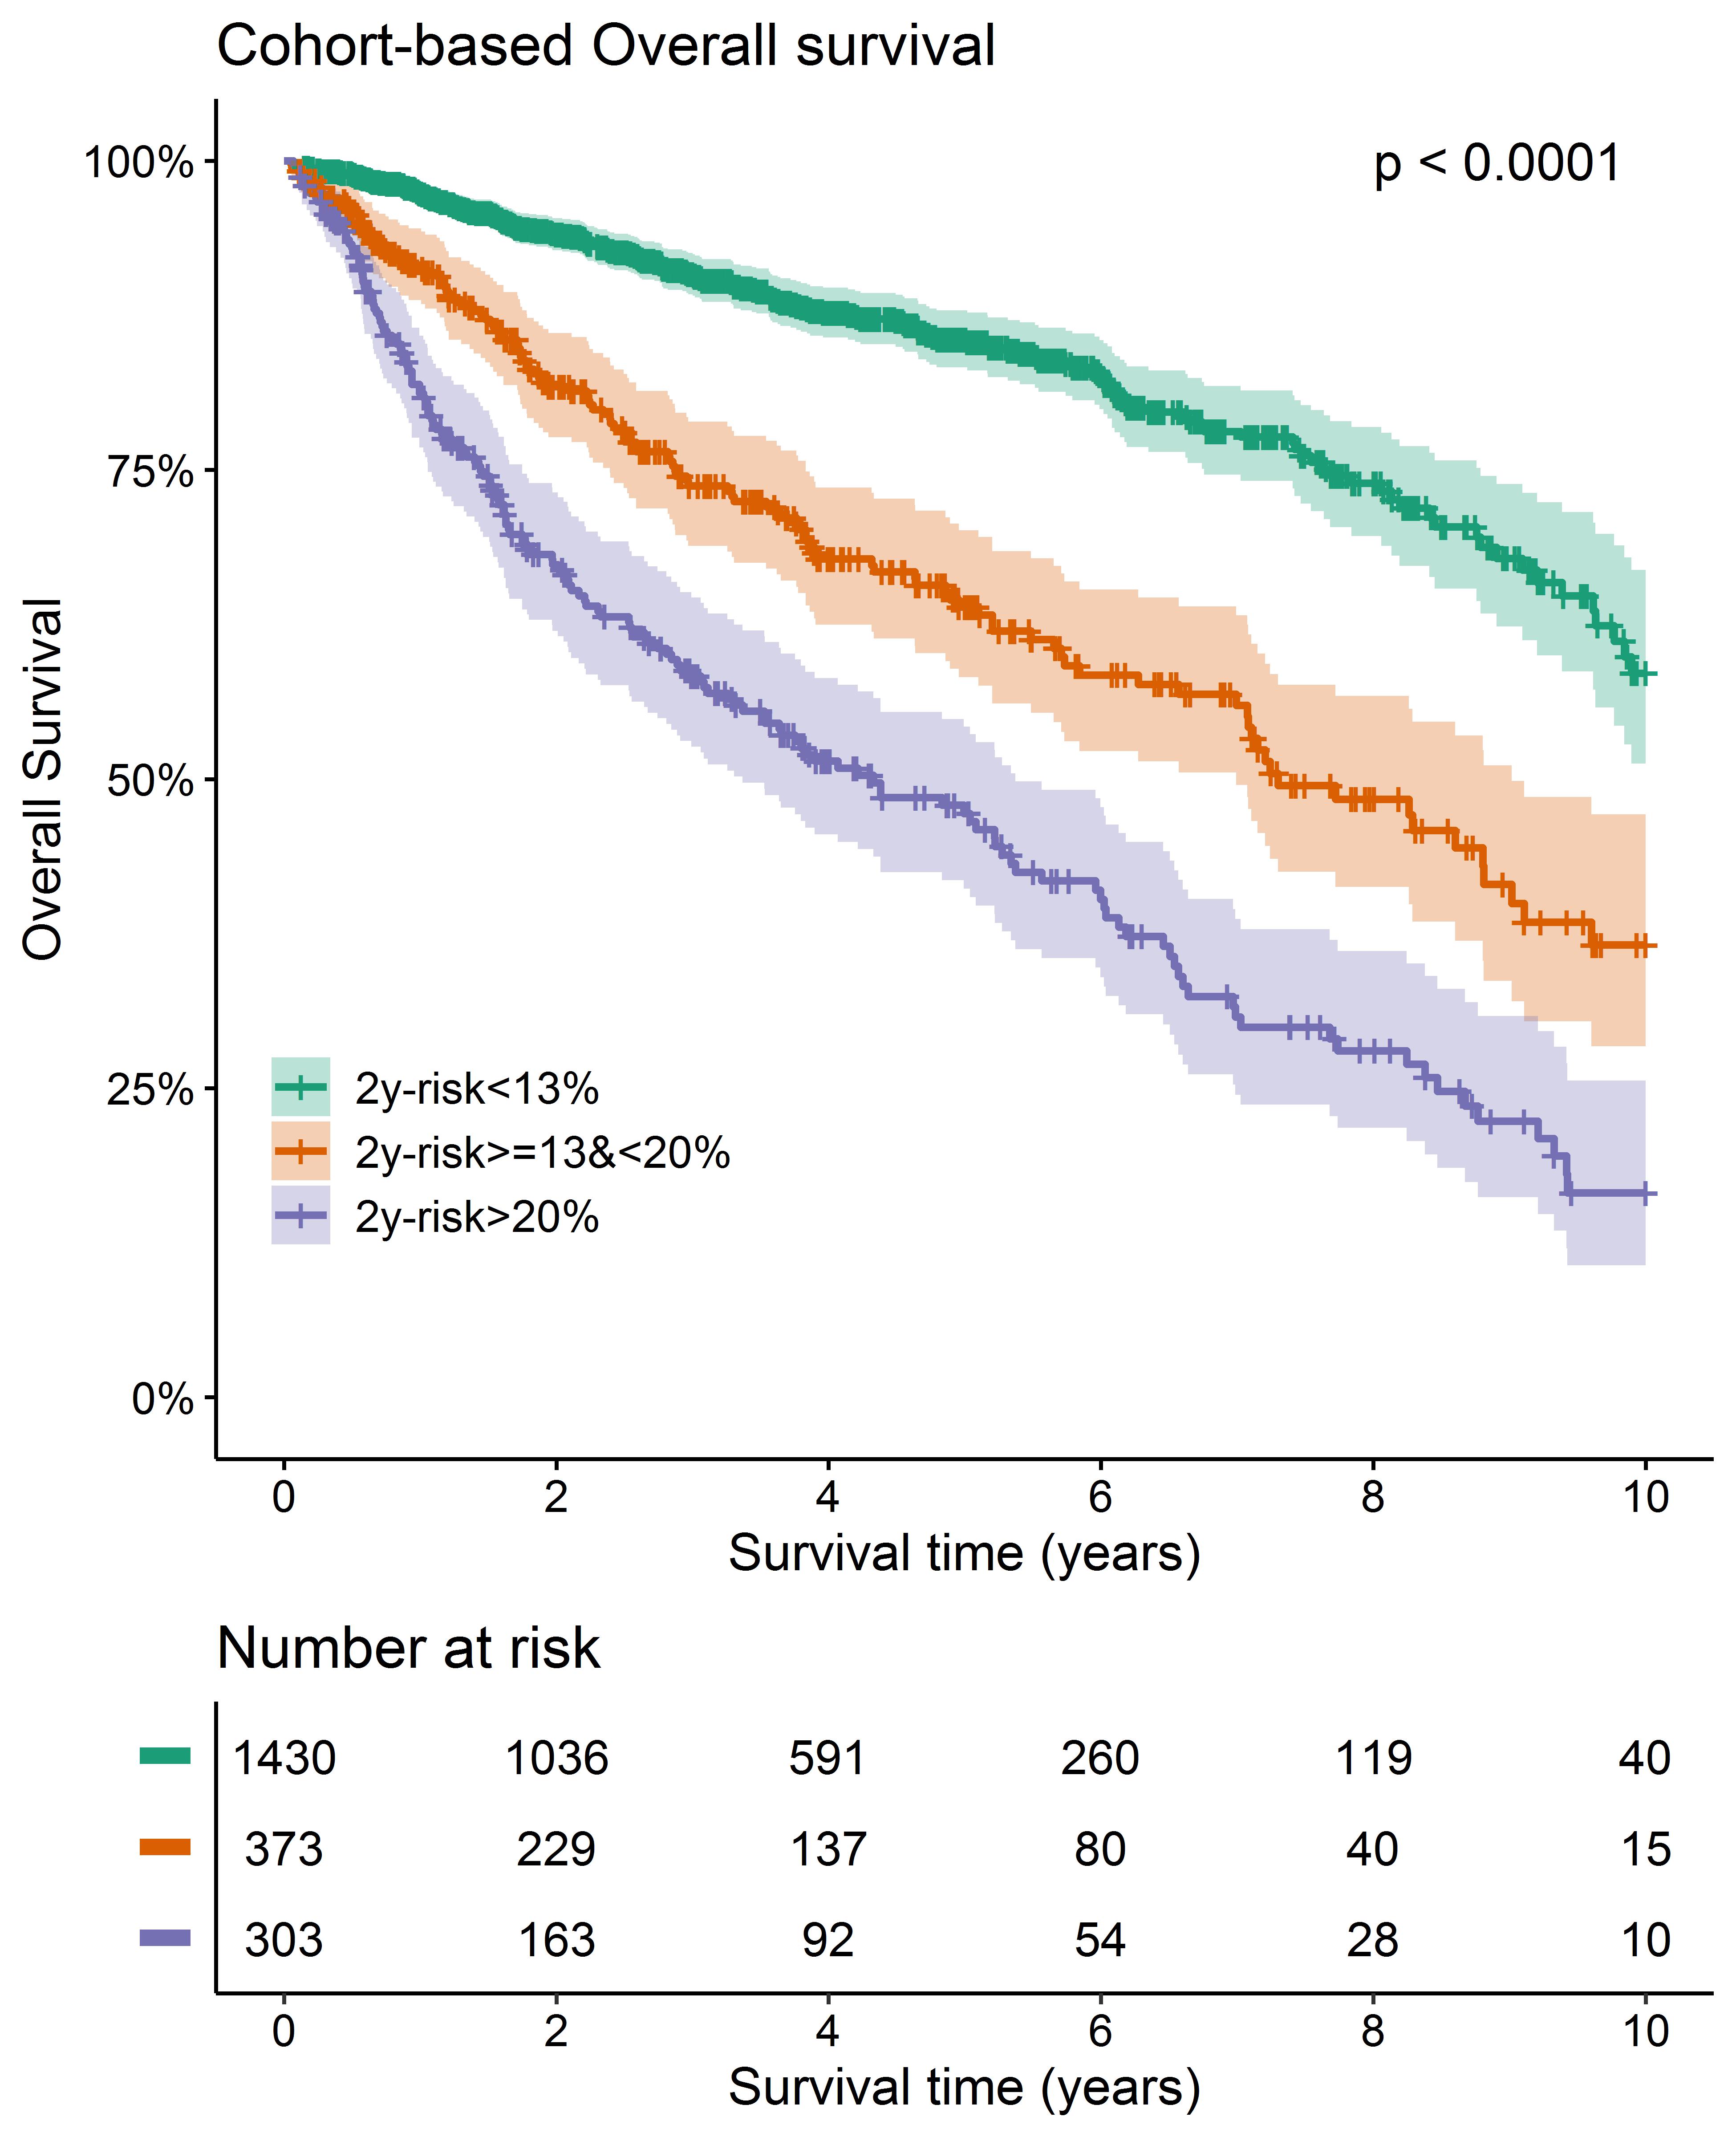 Cohort-based Overall survival
p < 0.0001
100%
75%
50%
25%
0%
Overall Survival
2y-risk<13%
2y-risk>=13&<20%
2y-risk>20%
0 2 4 6 8 10
Survival time (years)
Number at risk
1430 1036 591 260 119 40
373 229 137 80 40 15
303 163 92 54 28 10
0 2 4 6 8 10
Survival time (years)